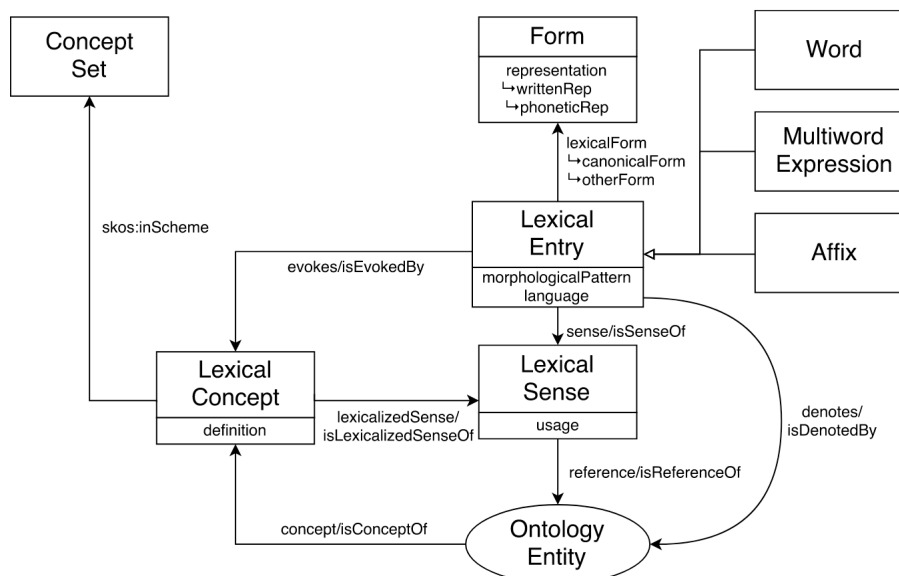 Concept
Set
Form
representation
↳writtenRep
↳phoneticRep
Word
Multiword
Expression
Affix
lexicalForm
↳canonicalForm
↳otherForm
Lexical
Entry
morphologicalPattern
language
skos:inScheme
evokes/isEvokedBy
sense/isSenseOf
Lexical
Concept
definition
lexicalizedSense/
isLexicalizedSenseOf
Lexical
Sense
usage
denotes/
isDenotedBy
reference/isReferenceOf
concept/isConceptOf
Ontology
Entity